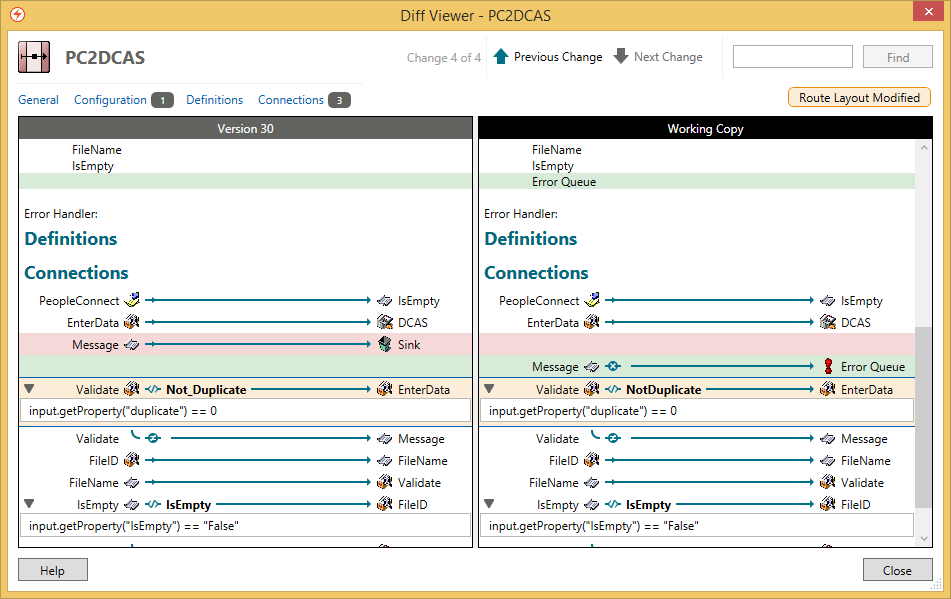 Diff Viewer - PC2DCAS
PC2DCAS
Change 4 of 4 Previous Change Next Change Find
General Configuration 1 Definitions Connections 3 Route Layout Modified
Version 30
FileName
IsEmpty
Error Handler:
Definitions
Connections
PeopleConnect IsEmpty
EnterData DCAS
Message Sink
Validate Not_Duplicate EnterData
input.getProperty("duplicate") == 0
Validate Message
FileID FileName
FileName Validate
IsEmpty IsEmpty FileID
input.getProperty("IsEmpty") == "False"
Working Copy
FileName
IsEmpty
Error Queue
Error Handler:
Definitions
Connections
PeopleConnect IsEmpty
EnterData DCAS
Message Error Queue
Validate NotDuplicate EnterData
input.getProperty("duplicate") == 0
Validate Message
FileID FileName
FileName Validate
IsEmpty IsEmpty FileID
input.getProperty("IsEmpty") == "False"
Help Close